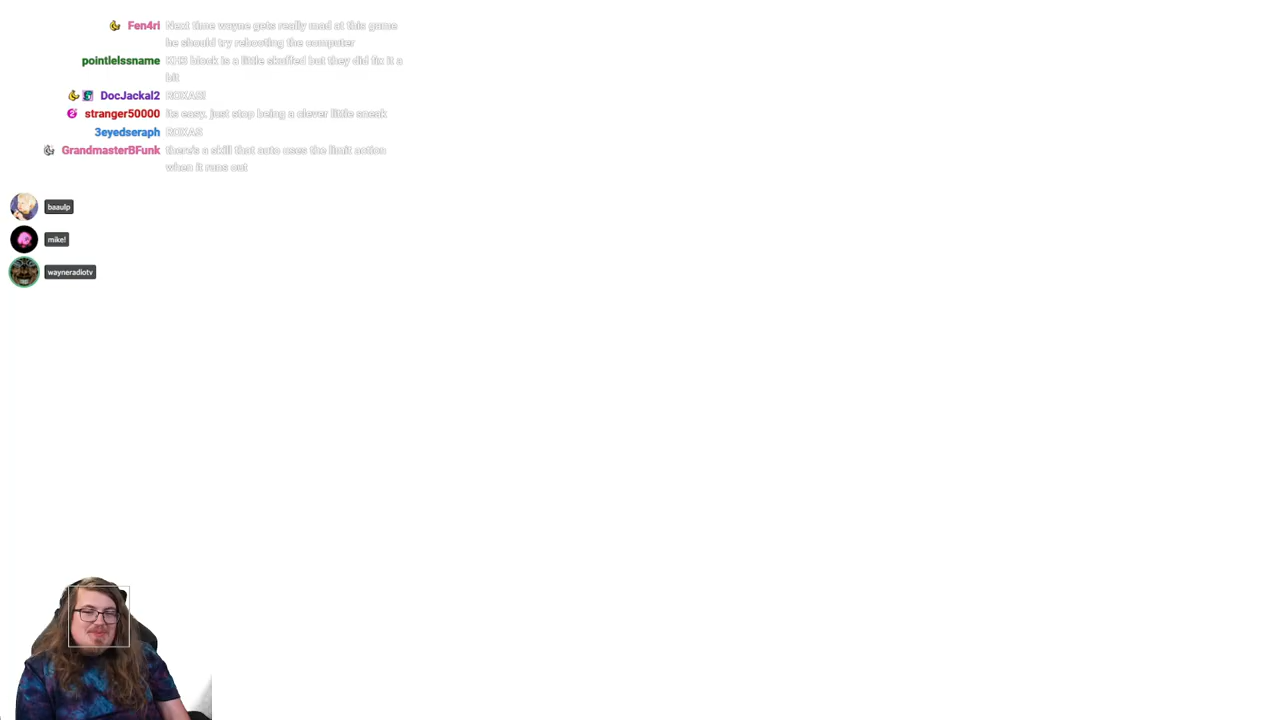 Fen4ri Next time wayne gets really mad at this game
he should try rebooting the computer
pointlelssname KH3 block is a little skuffed but they did fix it a
bit
DocJackal2 ROXAS!
stranger50000 its easy. just stop being a clever little sneak
3eyedseraph ROXAS
GrandmasterBFunk there's a skill that auto uses the limit action
when it runs out
baaulp
mike!
wayneradiotv